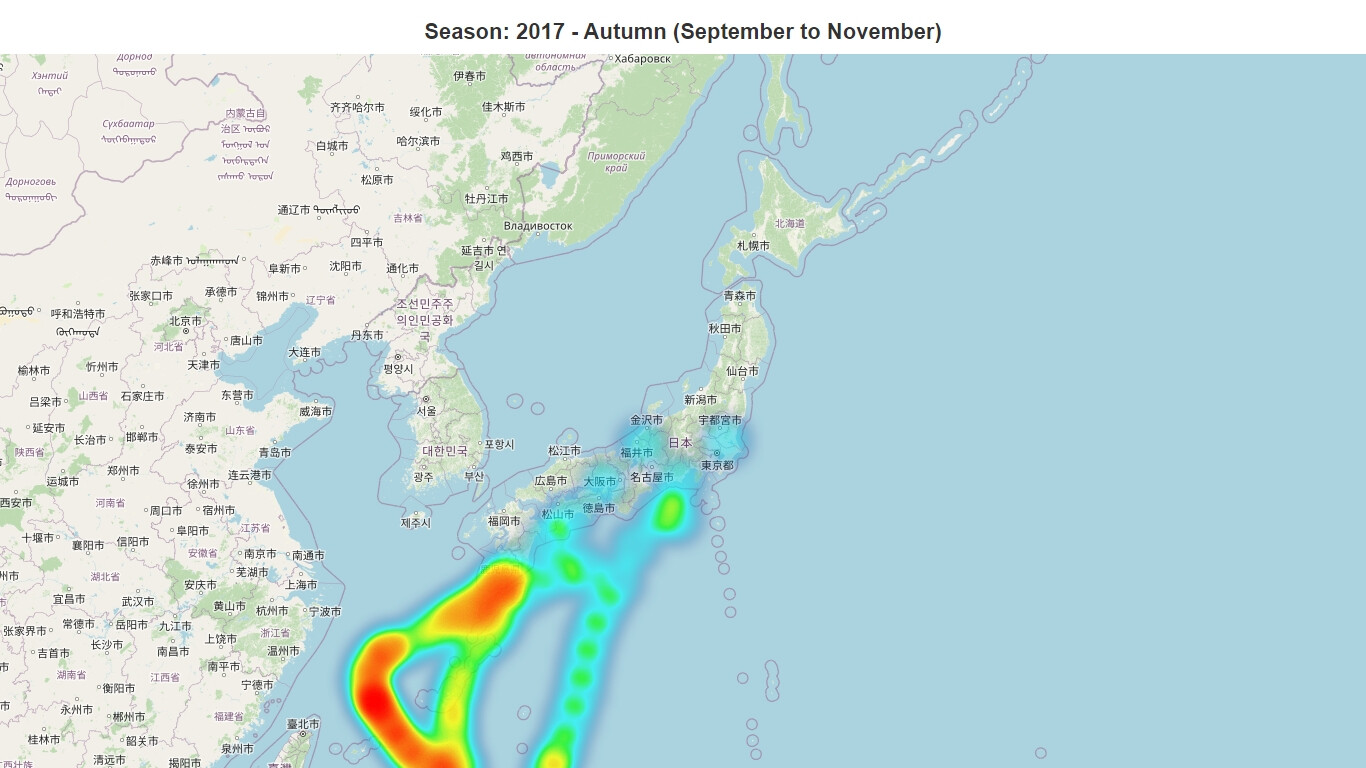 Season: 2017 - Autumn (September to November)
Дорнод
автономная
область
Хабаровск
Хэнтий
伊春市
齐齐哈尔市
绥化市
佳木斯市
内蒙古自
治区
Сүхбаатар
白城市
哈尔滨市
鸡西市
Приморский
край
Дорноговь
松原市
牡丹江市
通辽市
吉林省
Владивосток
北海道
四平市
延吉市 연
길시
札幌市
赤峰市
阜新市
沈阳市
通化市
张家口市
承德市
锦州市
辽宁省
조선민주주
의인민공화
국
青森市
呼和浩特市
北京市
丹东市
秋田市
河北省
唐山市
大连市
天津市
평양시
榆林市
忻州市
仙台市
吕梁市
山西省
石家庄市
东营市
威海市
서울
新潟市
延安市
济南市
金沢市
宇都宮市
长治市
邯郸市
山东省
陕西省
泰安市
青岛市
대한민국
포항시
松江市
福井市
日本
东京都
运城市
郑州市
徐州市
连云港市
광주
부산
広島市
大阪市
名古屋市
西安市
河南省
周口市
宿州市
제주시
福岡市
松山市
徳島市
十堰市
襄阳市
信阳市
阜阳市
江苏省
安徽省
南京市
南通市
湖北省
安庆市
芜湖市
上海市
宜昌市
武汉市
黄山市
杭州市
宁波市
张家界市
常德市
岳阳市
九江市
上饶市
浙江省
吉首市
长沙市
南昌市
温州市
湖南省
江西省
南平市
衡阳市
宁德市
永州市
郴州市
福建省
臺北市
桂林市
韶关市
泉州市
清远市
揭阳市